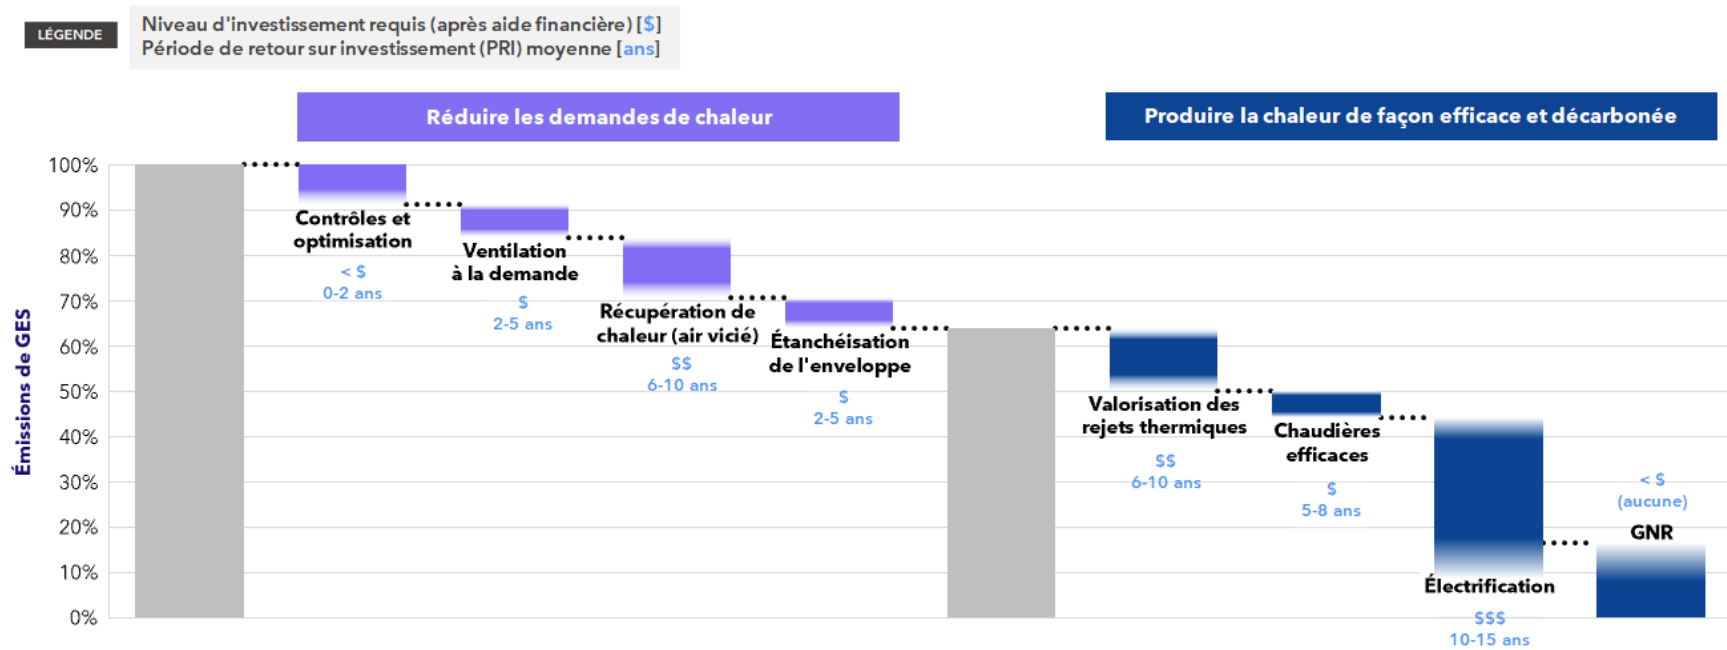 LÉGENDE
Niveau d'investissement requis (après aide financière) [$]
Période de retour sur investissement (PRI) moyenne [ans]
Réduire les demandes de chaleur
Produire la chaleur de façon efficace et décarbonée
Émissions de GES
100%
90%
80%
70%
60%
50%
40%
30%
20%
10%
0%
Contrôles et
optimisation
< $
0-2 ans
Ventilation
à la demande
$
2-5 ans
Récupération de
chaleur (air vicié)
$$
6-10 ans
Étanchéisation
de l'enveloppe
$
2-5 ans
Valorisation des
rejets thermiques
$$
6-10 ans
Chaudières
efficaces
$
5-8 ans
Électrification
$$$
10-15 ans
< $
(aucune)
GNR